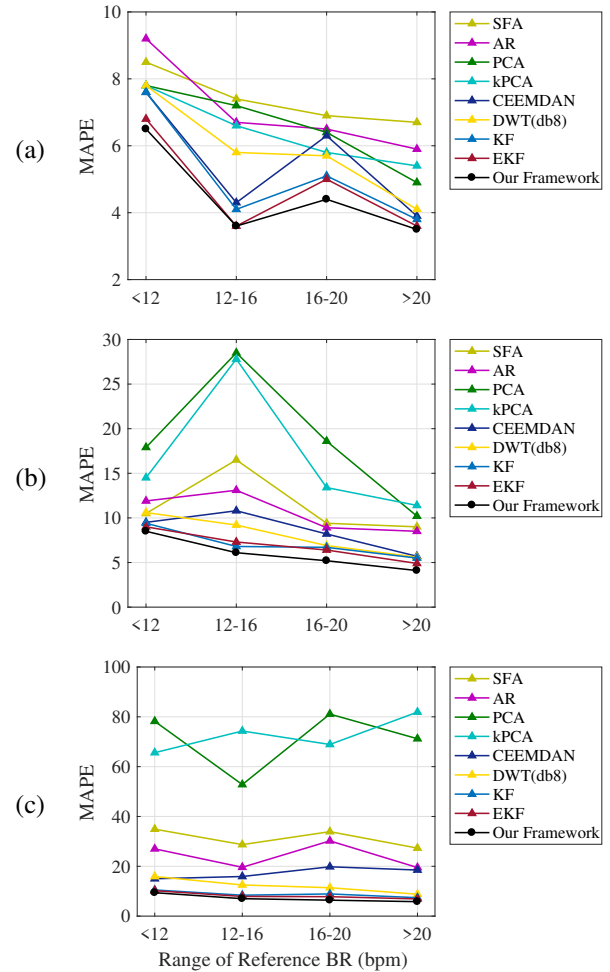 (a)
MAPE
10
8
6
4
2
<12
12-16
16-20
>20
SFA
AR
PCA
kPCA
CEEMDAN
DWT(db8)
KF
EKF
Our Framework
(b)
MAPE
30
25
20
15
10
5
0
<12
12-16
16-20
>20
SFA
AR
PCA
kPCA
CEEMDAN
DWT(db8)
KF
EKF
Our Framework
(c)
MAPE
100
80
60
40
20
0
<12
12-16
16-20
>20
Range of Reference BR (bpm)
SFA
AR
PCA
kPCA
CEEMDAN
DWT(db8)
KF
EKF
Our Framework